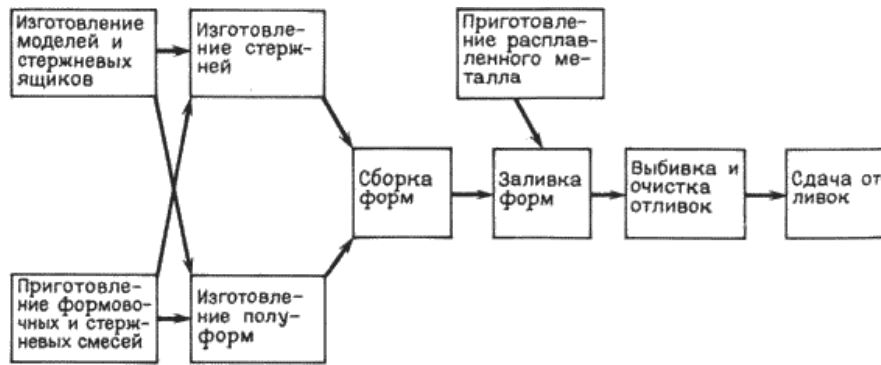 Изготовление
моделей и
стержневых
ящиков
Изготовле-
ние стерж-
ней
Приготовле-
ние расплав-
ленного ме-
талла
Сборка
форм
Заливка
форм
Выбивка и
очистка
отливок
Сдача от
ливок
Приготовле-
ние формово-
чных и стерж-
невых смесей
Изготовле-
ние полу-
форм